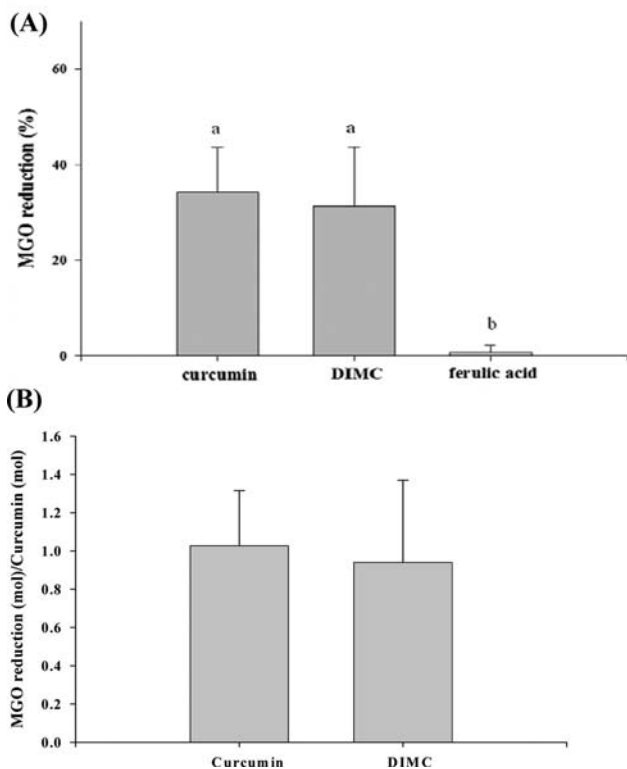 (A)
MGO reduction (%)
60
40
20
0
a
a
b
curcumin DIMC ferulic acid
(B)
MGO reduction (mol)/Curcumin (mol)
1.6
1.4
1.2
1.0
0.8
0.6
0.4
0.2
0.0
Curcumin DIMC